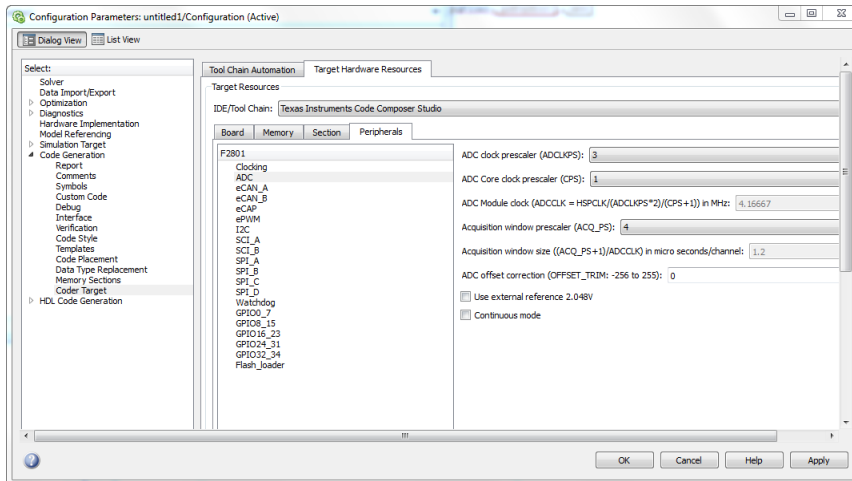 Configuration Parameters: untitled1/Configuration (Active)
Dialog View List View
Select:
Solver
Data Import/Export
Optimization
Diagnostics
Hardware Implementation
Model Referencing
Simulation Target
Code Generation
Report
Comments
Symbols
Custom Code
Debug
Interface
Verification
Code Style
Templates
Code Placement
Data Type Replacement
Memory Sections
Coder Target
HDL Code Generation
Tool Chain Automation Target Hardware Resources
Target Resources
IDE/Tool Chain: Texas Instruments Code Composer Studio
Board Memory Section Peripherals
F2801
Clocking
ADC
eCAN_A
eCAN_B
eCAP
ePWM
I2C
SCI_A
SCI_B
SPI_A
SPI_B
SPI_C
SPI_D
Watchdog
GPIO0_7
GPIO8_15
GPIO16_23
GPIO24_31
GPIO32_34
Flash_loader
ADC clock prescaler (ADCLKPS): 3
ADC Core clock prescaler (CPS): 1
ADC Module clock (ADCCLK = HSPCLK/(ADCLKPS*2)/(CPS+1)) in MHz: 4.16667
Acquisition window prescaler (ACQ_PS): 4
Acquisition window size ((ACQ_PS+1)/ADCCLK) in micro seconds/channel: 1.2
ADC offset correction (OFFSET_TRIM: -256 to 255): 0
Use external reference 2.048V
Continuous mode
OK Cancel Help Apply